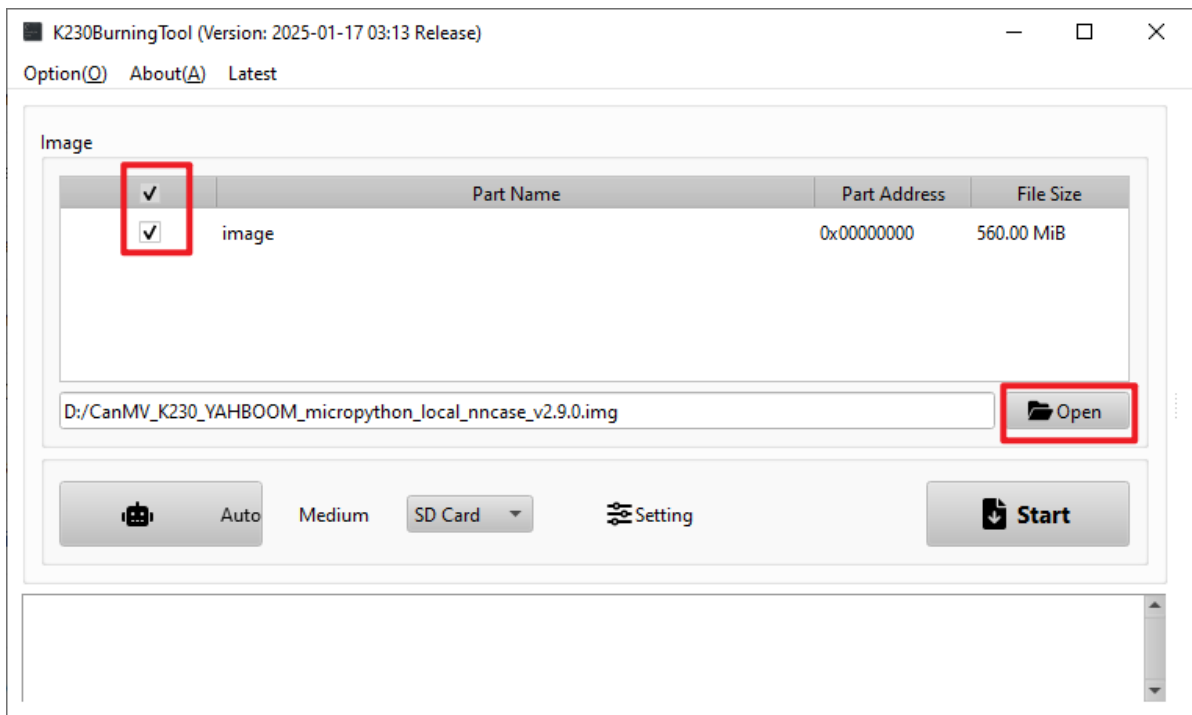 K230BurningTool (Version: 2025-01-17 03:13 Release)
Option(O) About(A) Latest
Image
Part Name Part Address File Size
image 0x00000000 560.00 MiB
D:/CanMV_K230_YAHBOOM_micropython_local_nncase_v2.9.0.img Open
Auto Medium SD Card Setting Start